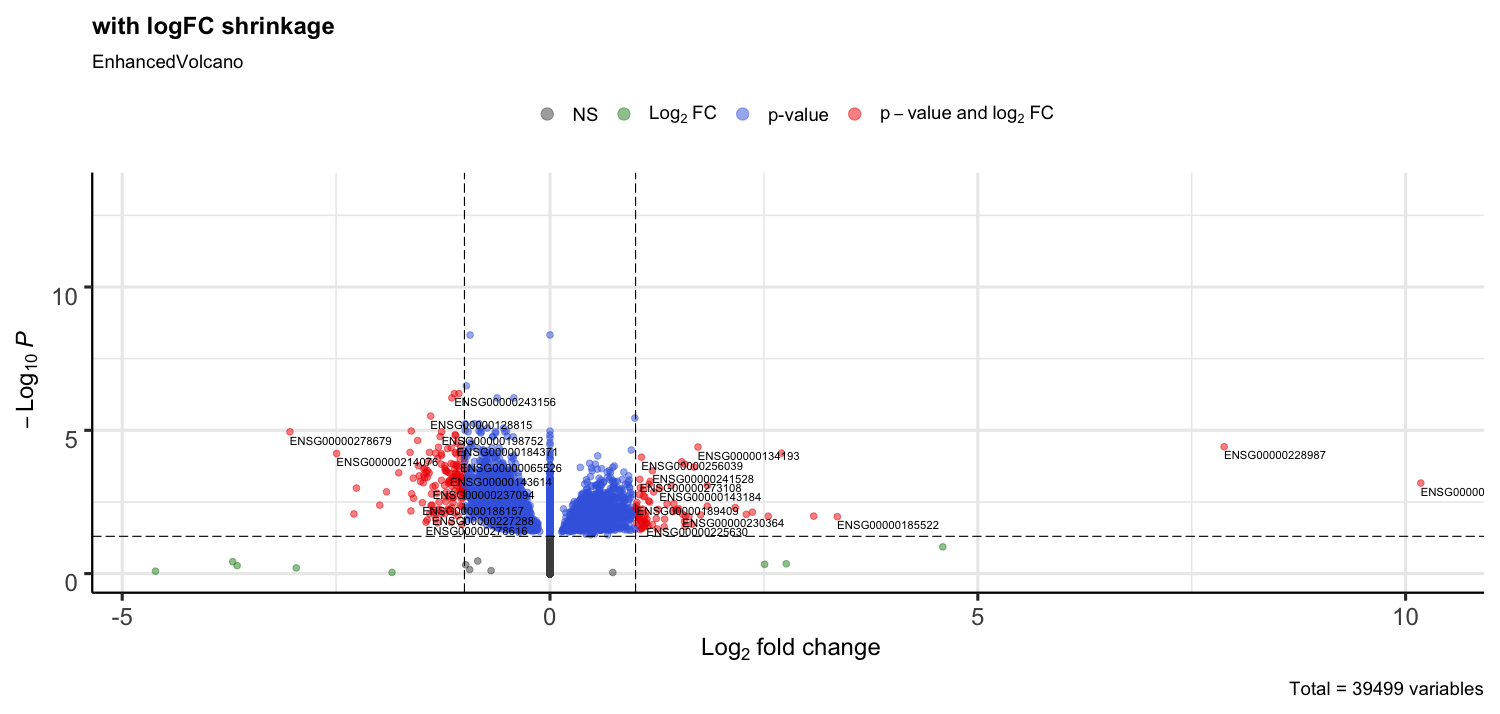 with logFC shrinkage
EnhancedVolcano
NS Log2 FC p-value p – value and log2 FC
– Log10 P
10
5
0
ENSG00000243156
ENSG00000128815
ENSG00000278679
ENSG00000198752
ENSG00000184371
ENSG00000214076
ENSG00000065526
ENSG00000143614
ENSG00000237094
ENSG00000188157
ENSG00000227288
ENSG00000278616
ENSG00000134193
ENSG00000256039
ENSG00000241528
ENSG00000273108
ENSG00000143184
ENSG00000189409
ENSG00000230364
ENSG00000225630
ENSG00000185522
ENSG00000228987
ENSG00000
-5 0 5 10
Log2 fold change
Total = 39499 variables